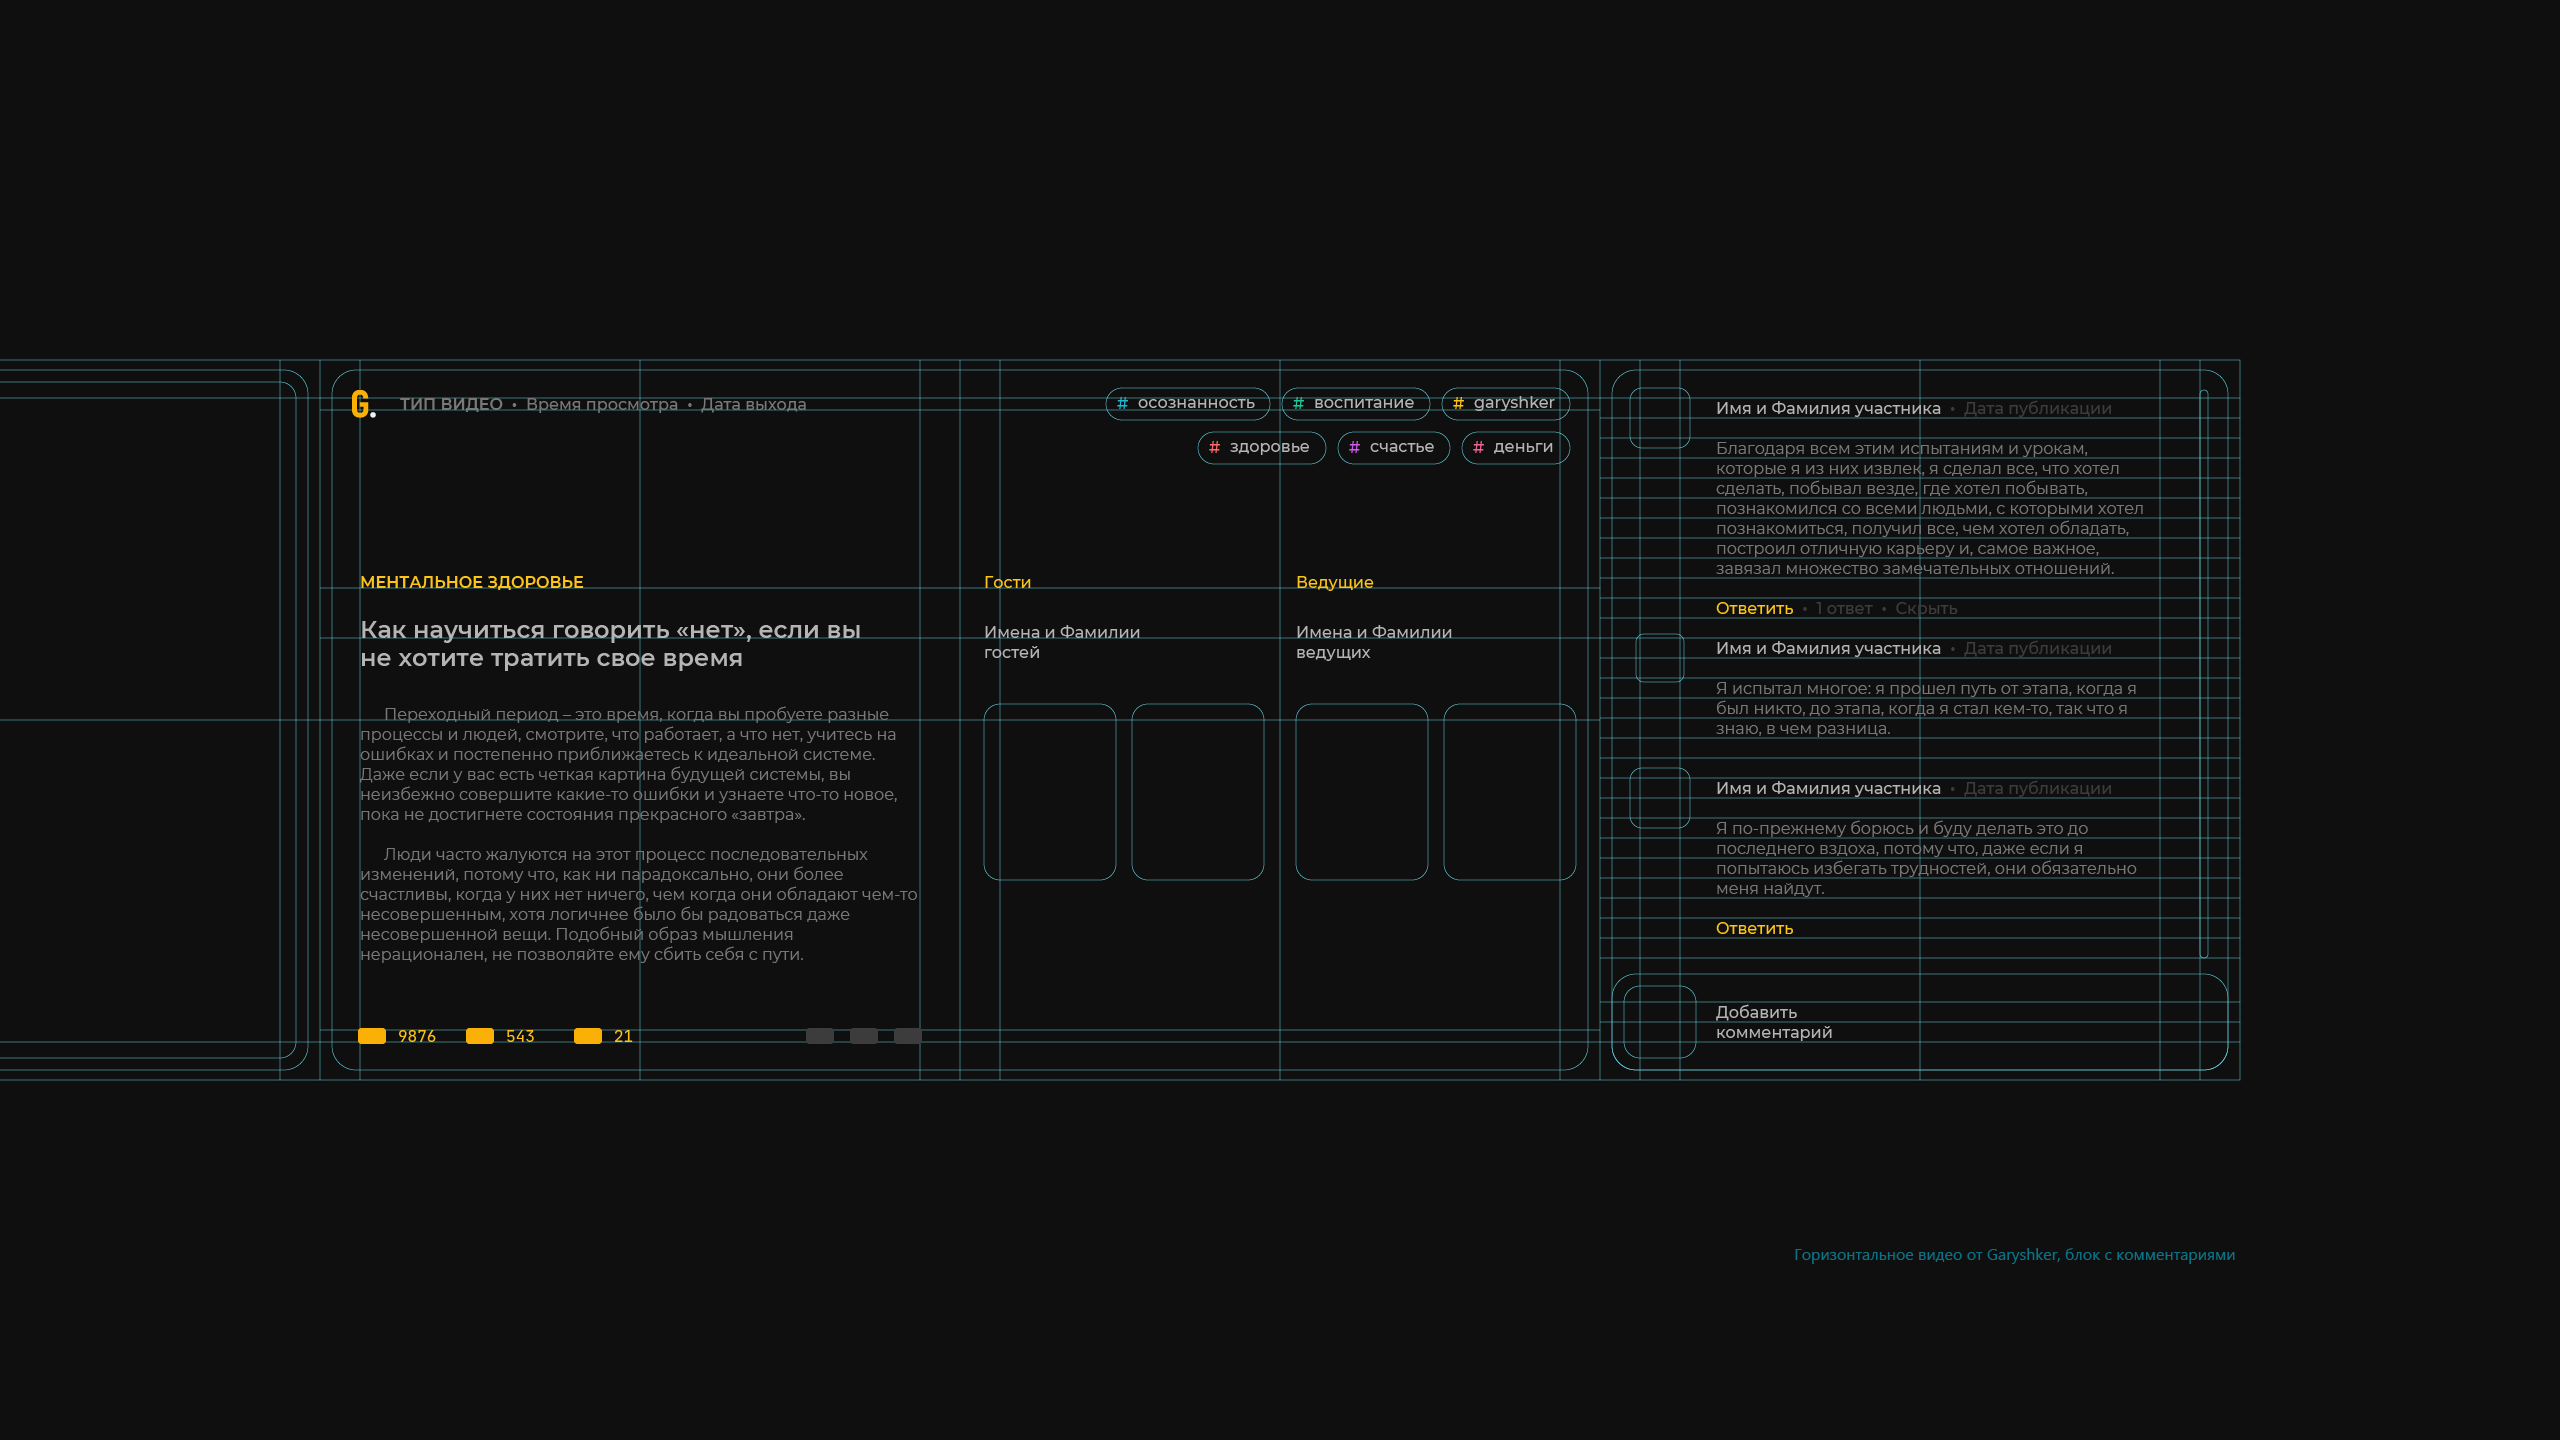 G.
ТИП ВИДЕО • Время просмотра • Дата выхода
# осознанность # воспитание # garyshker
# здоровье # счастье # деньги
МЕНТАЛЬНОЕ ЗДОРОВЬЕ
Как научиться говорить «нет», если вы
не хотите тратить свое время
Переходный период – это время, когда вы пробуете разные
процессы и людей, смотрите, что работает, а что нет, учитесь на
ошибках и постепенно приближаетесь к идеальной системе.
Даже если у вас есть четкая картина будущей системы, вы
неизбежно совершите какие-то ошибки и узнаете что-то новое,
пока не достигнете состояния прекрасного «завтра».
Люди часто жалуются на этот процесс последовательных
изменений, потому что, как ни парадоксально, они более
счастливы, когда у них нет ничего, чем когда они обладают чем-то
несовершенным, хотя логичнее было бы радоваться даже
несовершенной вещи. Подобный образ мышления
нерационален, не позволяйте ему сбить себя с пути.
9876 543 21
Гости
Имена и Фамилии
гостей
Ведущие
Имена и Фамилии
ведущих
Имя и Фамилия участника • Дата публикации
Благодаря всем этим испытаниям и урокам,
которые я из них извлек, я сделал все, что хотел
сделать, побывал везде, где хотел побывать,
познакомился со всеми людьми, с которыми хотел
познакомиться, получил все, чем хотел обладать,
построил отличную карьеру и, самое важное,
завязал множество замечательных отношений.
Ответить • 1 ответ • Скрыть
Имя и Фамилия участника • Дата публикации
Я испытал многое: я прошел путь от этапа, когда я
был никто, до этапа, когда я стал кем-то, так что я
знаю, в чем разница.
Имя и Фамилия участника • Дата публикации
Я по-прежнему борюсь и буду делать это до
последнего вздоха, потому что, даже если я
попытаюсь избегать трудностей, они обязательно
меня найдут.
Ответить
Добавить
комментарий
Горизонтальное видео от Garyshker, блок с комментариями